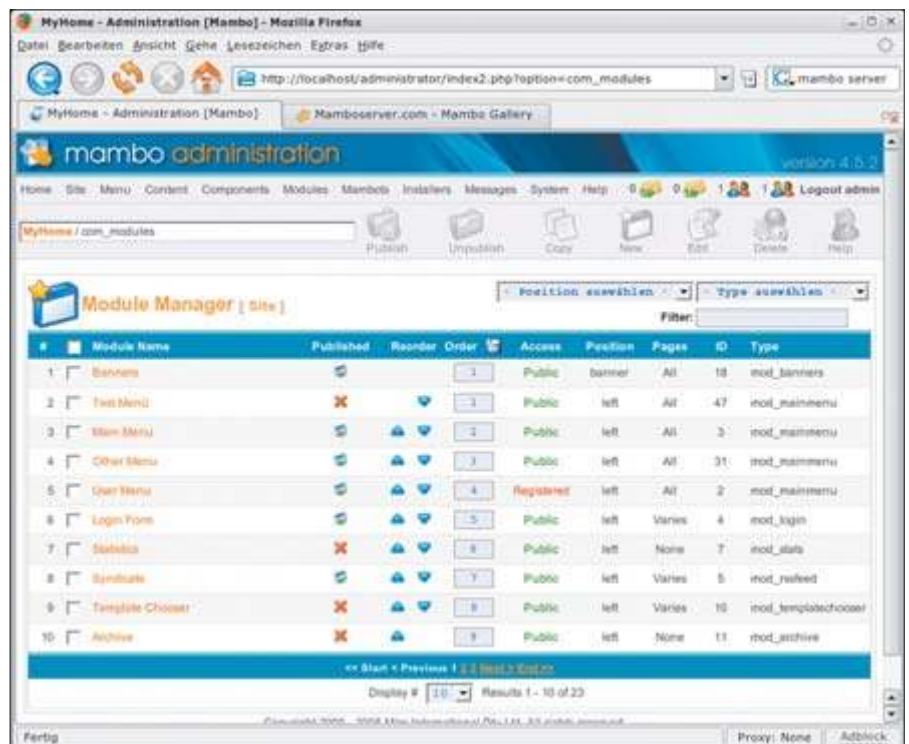 MyHome - Administration [Mambo] - Mozilla Firefox
Datei Bearbeiten Ansicht Gehe Lesezeichen Extras Hilfe
http://localhost/administrator/index2.php?option=com_modules
mambo server
MyHome - Administration [Mambo]
Mamboserver.com - Mambo Gallery
mambo administration
version 4.5.2
Home Site Menu Content Components Modules Mambots Installers Messages System Help 0 0 1 1 Logout admin
MyHome / com_modules
Publish Unpublish Copy New Edit Delete Help
Module Manager [ Site ]
- Position auswählen - - Type auswählen -
Filter:
# Module Name Published Reorder Order Access Position Pages ID Type
1 Banners 1 Public banner All 18 mod_banners
2 Test Menü 1 Public left All 47 mod_mainmenu
3 Main Menu 2 Public left All 3 mod_mainmenu
4 Other Menu 3 Public left All 31 mod_mainmenu
5 User Menu 4 Registered left All 2 mod_mainmenu
6 Login Form 5 Public left Varies 4 mod_login
7 Statistics 6 Public left None 7 mod_stats
8 Syndicate 7 Public left Varies 5 mod_rssfeed
9 Template Chooser 8 Public left Varies 10 mod_templatechooser
10 Archive 9 Public left None 11 mod_archive
<< Start < Previous 1 2 3 Next > End >>
Display # 10 Results 1 - 10 of 23
Fertig
Proxy: None
Adblock